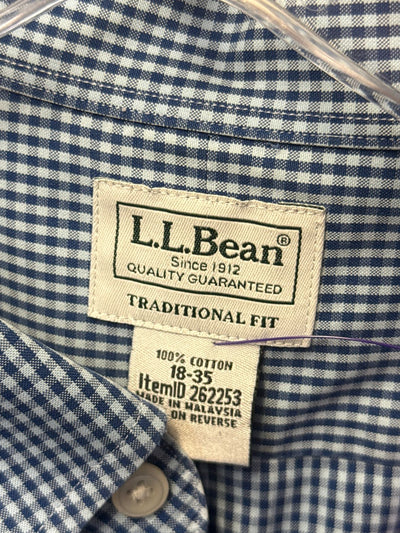 L.L.Bean®
Since 1912
QUALITY GUARANTEED
TRADITIONAL FIT
100% COTTON
18-35
ItemID 262253
MADE IN MALAYSIA
ON REVERSE